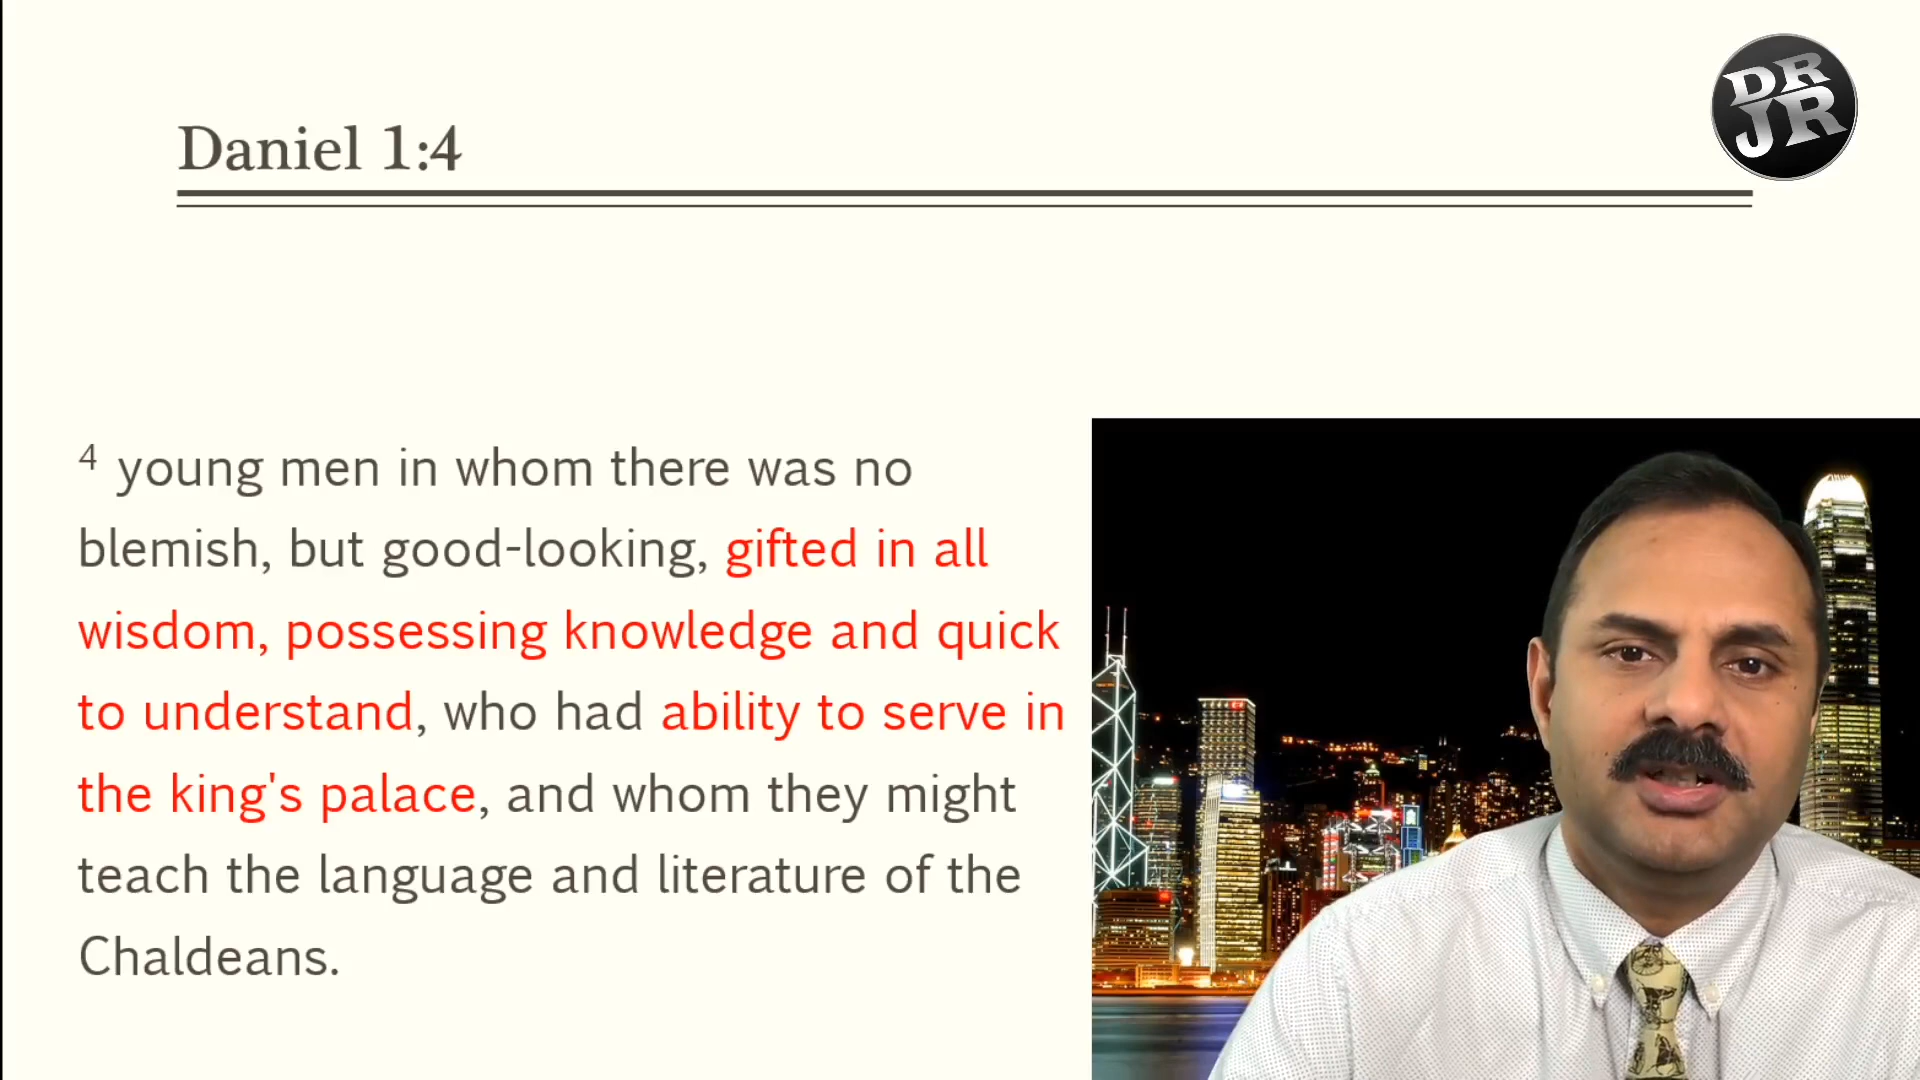 DR
JR
Daniel 1:4
4 young men in whom there was no
blemish, but good-looking, gifted in all
wisdom, possessing knowledge and quick
to understand, who had ability to serve in
the king's palace, and whom they might
teach the language and literature of the
Chaldeans.